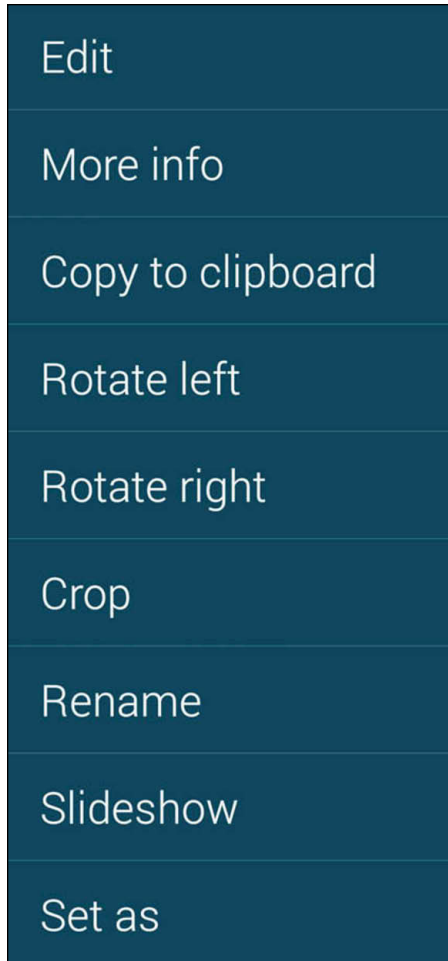 Edit
More info
Copy to clipboard
Rotate left
Rotate right
Crop
Rename
Slideshow
Set as